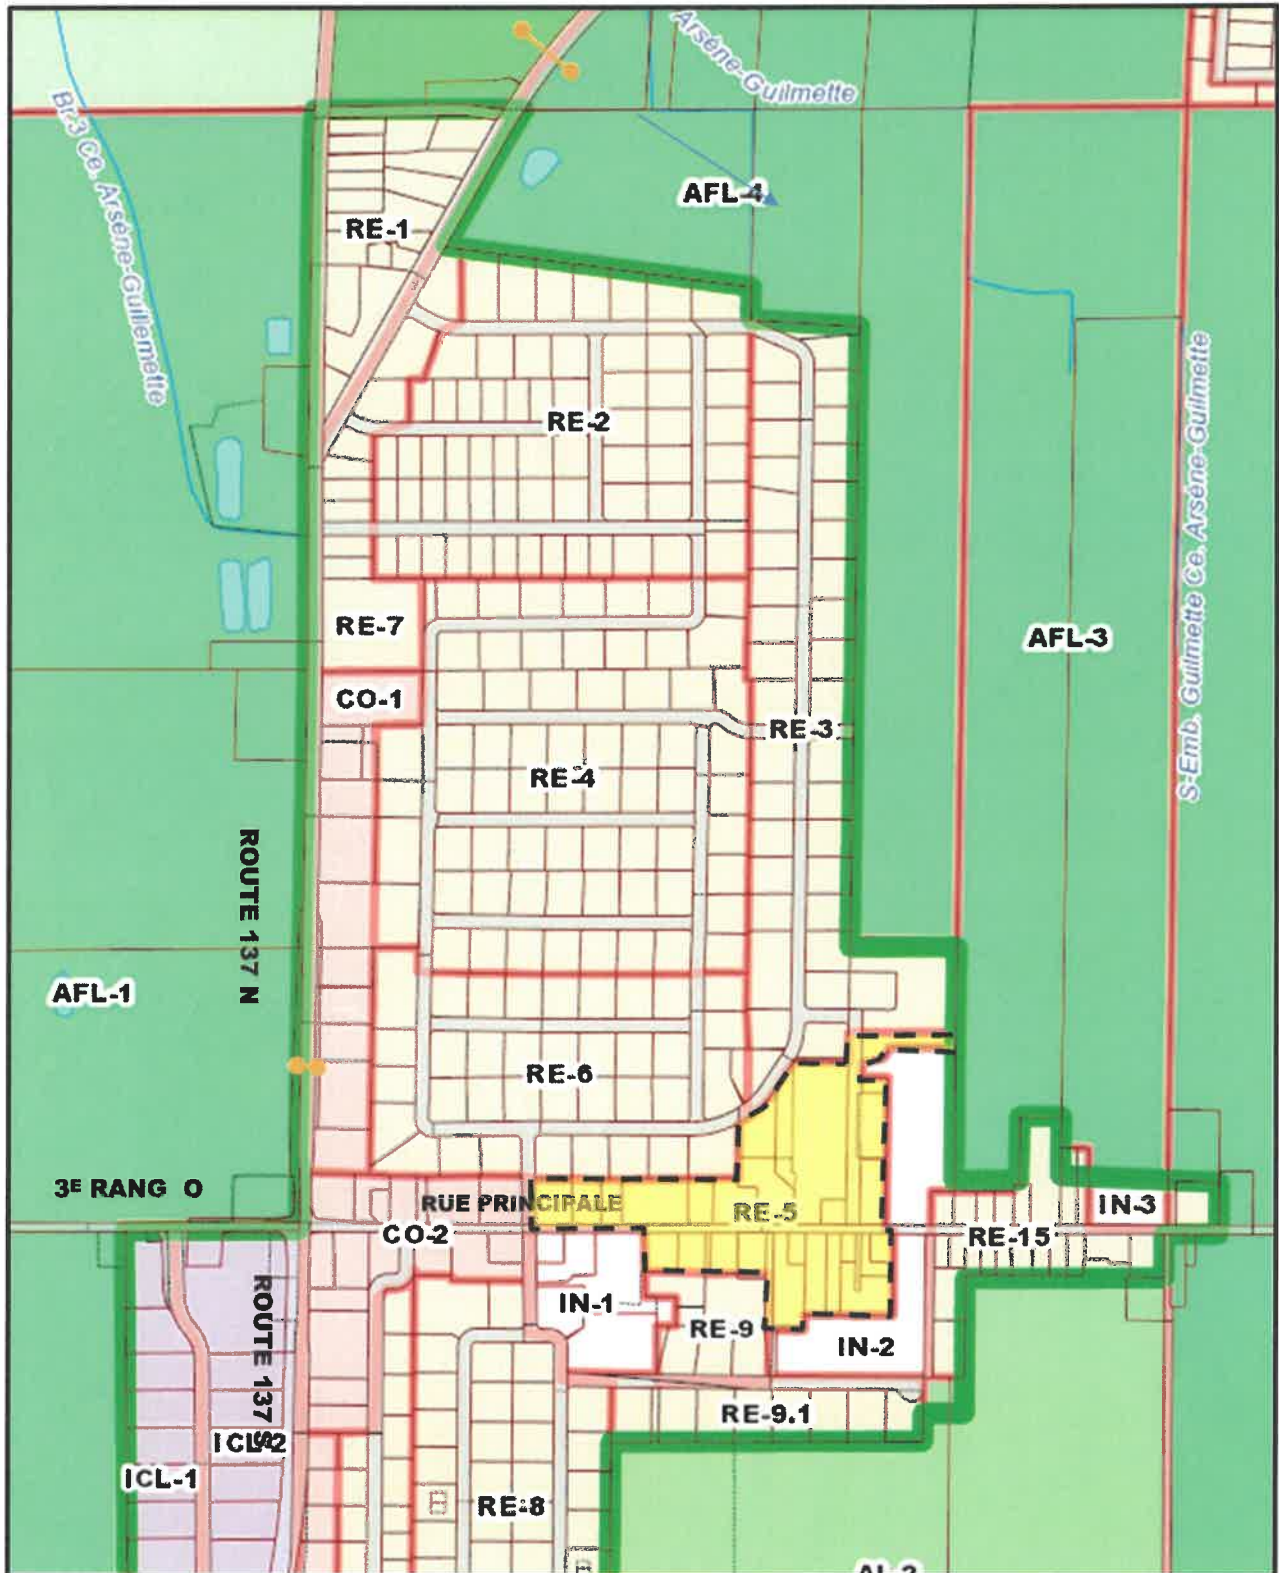 Arsène-Guilmette
Br.3 Ce. Arsène-Guillemette
AFL-4
RE-1
RE-2
S-Emb. Guilmette Ce. Arsène-Guilmette
RE-7
AFL-3
CO-1
RE-3
RE-4
ROUTE 137 N
AFL-1
RE-6
3E RANG O
RUE PRINCIPALE
RE-5
IN-3
CO-2
RE-15
ROUTE 137 S
IN-1
RE-9
IN-2
RE-9.1
ICL-2
ICL-1
RE-8